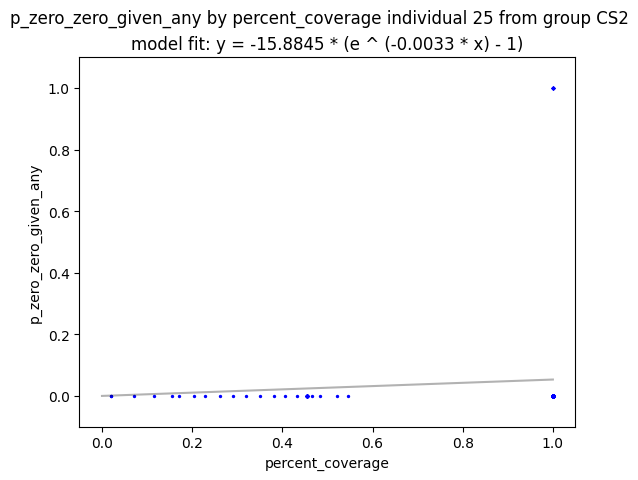 p_zero_zero_given_any by percent_coverage individual 25 from group CS2
model fit: y = -15.8845 * (e ^ (-0.0033 * x) - 1)
1.0
0.8
0.6
0.4
0.2
0.0
p_zero_zero_given_any
0.0 0.2 0.4 0.6 0.8 1.0
percent_coverage